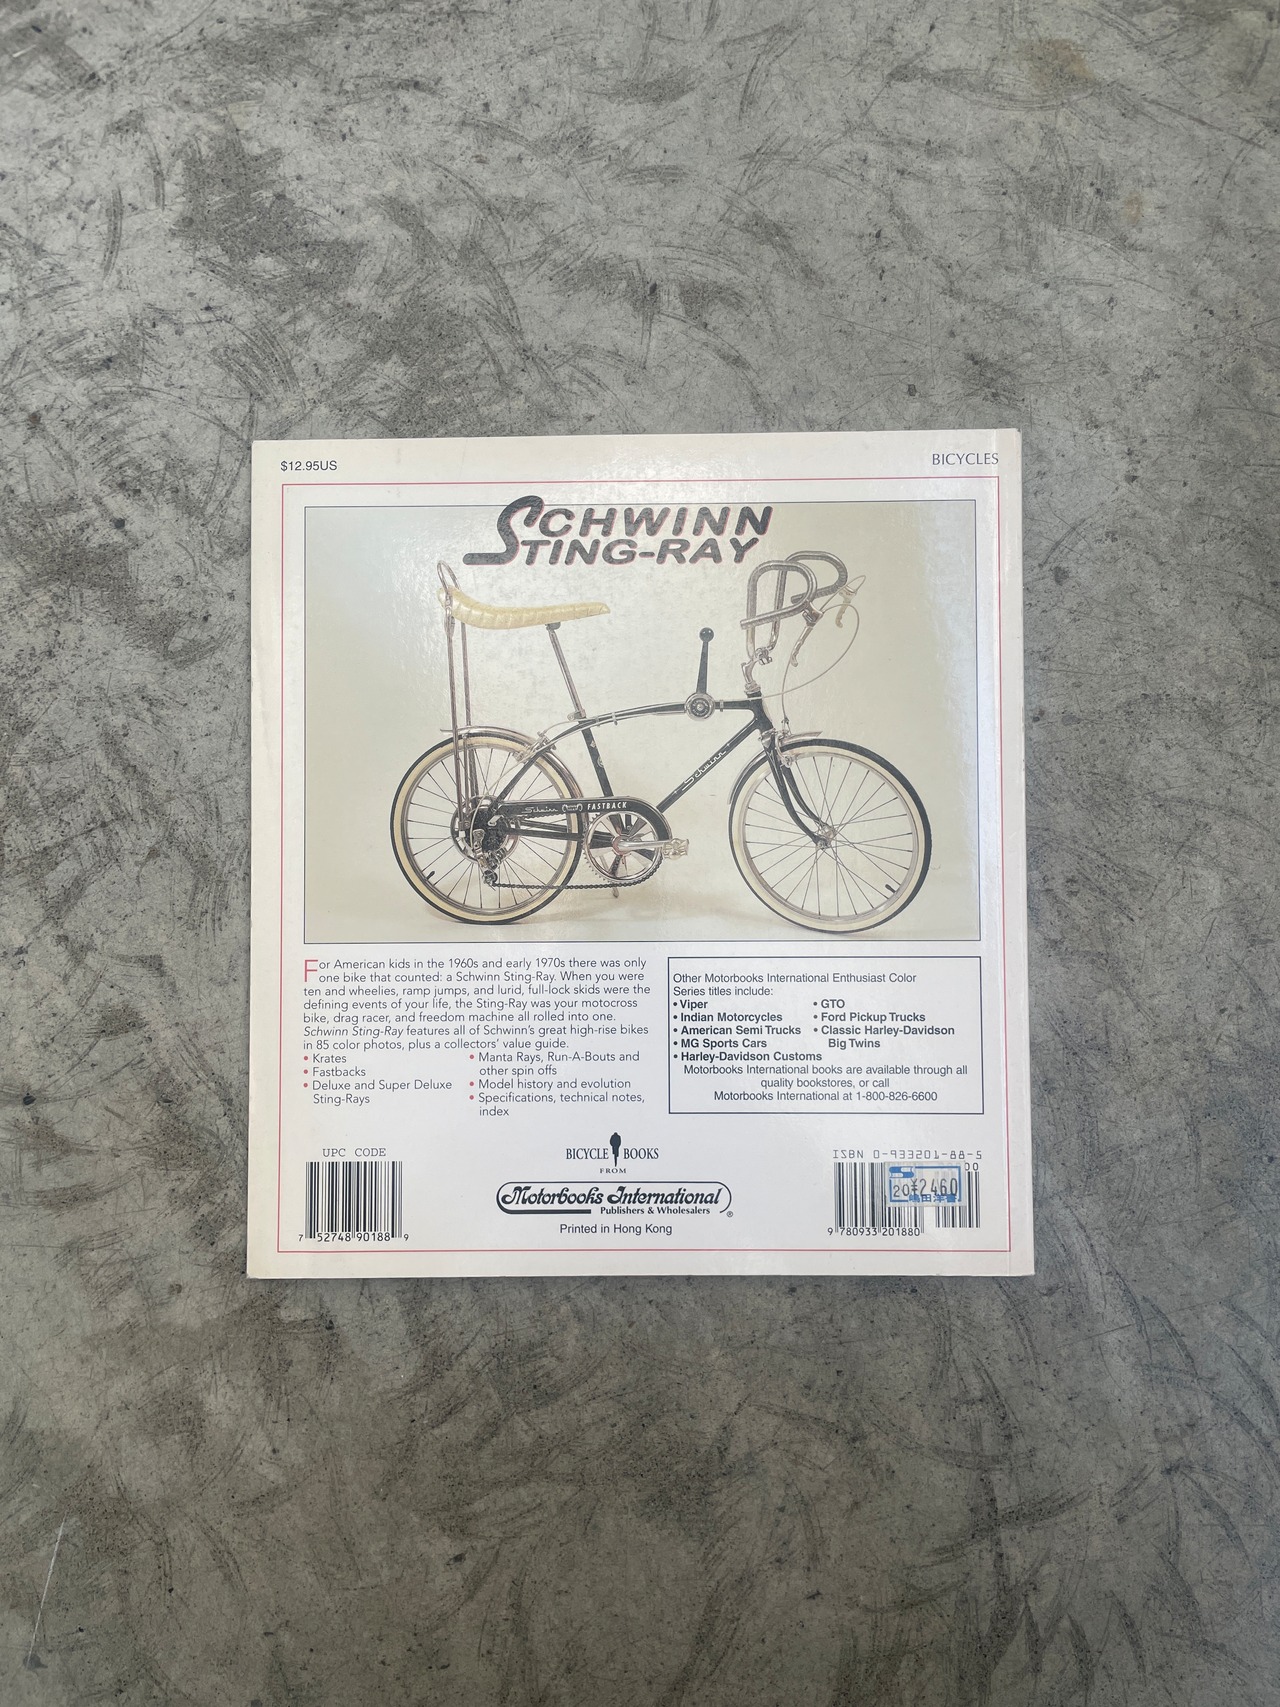 $12.95US
BICYCLES
SCHWINN
STING-RAY
Schwinn
Schwinn FASTBACK
For American kids in the 1960s and early 1970s there was only
one bike that counted: a Schwinn Sting-Ray. When you were
ten and wheelies, ramp jumps, and lurid, full-lock skids were the
defining events of your life, the Sting-Ray was your motocross
bike, drag racer, and freedom machine all rolled into one.
Schwinn Sting-Ray features all of Schwinn's great high-rise bikes
in 85 color photos, plus a collectors' value guide.
• Krates
• Fastbacks
• Deluxe and Super Deluxe
Sting-Rays
• Manta Rays, Run-A-Bouts and
other spin offs
• Model history and evolution
• Specifications, technical notes,
index
Other Motorbooks International Enthusiast Color
Series titles include:
• Viper
• Indian Motorcycles
• American Semi Trucks
• MG Sports Cars
• Harley-Davidson Customs
• GTO
• Ford Pickup Trucks
• Classic Harley-Davidson
Big Twins
Motorbooks International books are available through all
quality bookstores, or call
Motorbooks International at 1-800-826-6600
UPC CODE
7 52748 90188 9
BICYCLE BOOKS
FROM
Motorbooks International
Publishers & Wholesalers ®
Printed in Hong Kong
ISBN 0-933201-88-5
00
20 ¥2460
嶋田洋書
9 780933 201880